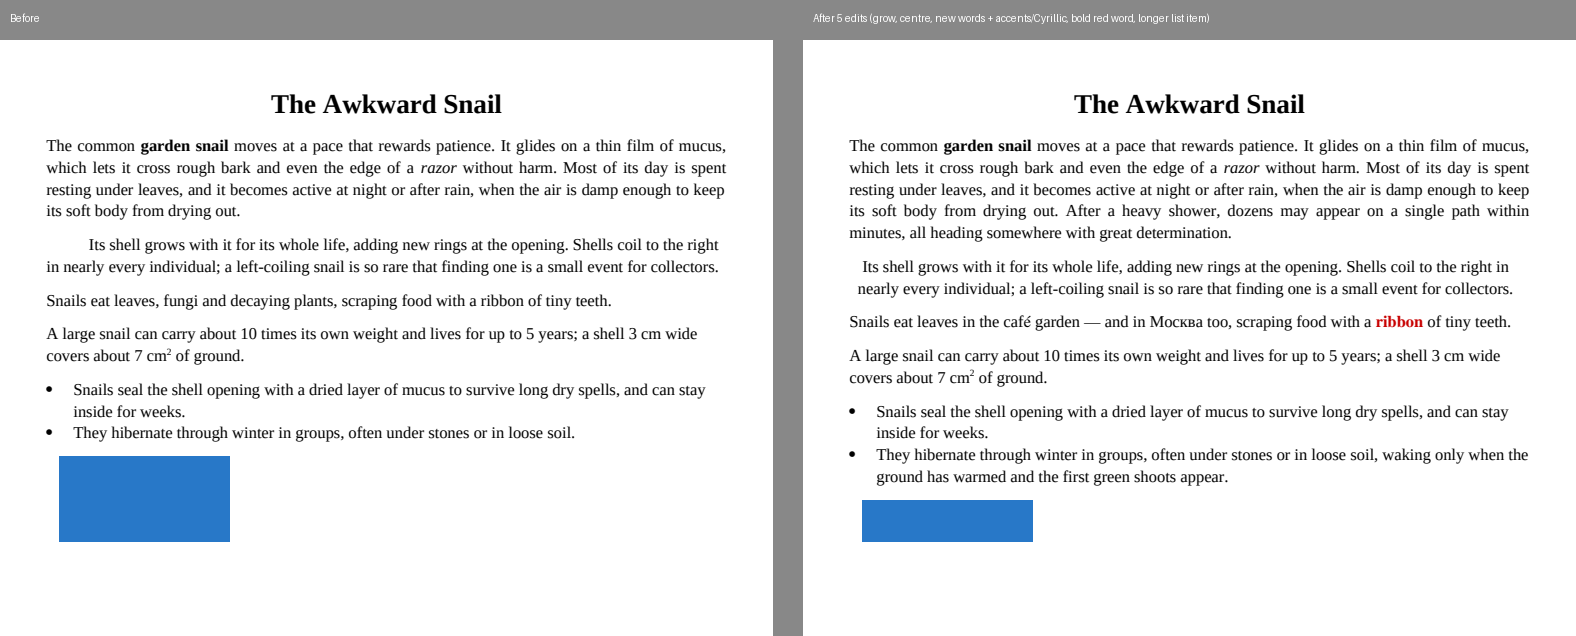 Before
The Awkward Snail
The common garden snail moves at a pace that rewards patience. It glides on a thin film of mucus,
which lets it cross rough bark and even the edge of a razor without harm. Most of its day is spent
resting under leaves, and it becomes active at night or after rain, when the air is damp enough to keep
its soft body from drying out.
Its shell grows with it for its whole life, adding new rings at the opening. Shells coil to the right
in nearly every individual; a left-coiling snail is so rare that finding one is a small event for collectors.
Snails eat leaves, fungi and decaying plants, scraping food with a ribbon of tiny teeth.
A large snail can carry about 10 times its own weight and lives for up to 5 years; a shell 3 cm wide
covers about 7 cm² of ground.
• Snails seal the shell opening with a dried layer of mucus to survive long dry spells, and can stay
inside for weeks.
• They hibernate through winter in groups, often under stones or in loose soil.
After 5 edits (grow, centre, new words + accents/Cyrillic, bold red word, longer list item)
The Awkward Snail
The common garden snail moves at a pace that rewards patience. It glides on a thin film of mucus,
which lets it cross rough bark and even the edge of a razor without harm. Most of its day is spent
resting under leaves, and it becomes active at night or after rain, when the air is damp enough to keep
its soft body from drying out. After a heavy shower, dozens may appear on a single path within
minutes, all heading somewhere with great determination.
Its shell grows with it for its whole life, adding new rings at the opening. Shells coil to the right in
nearly every individual; a left-coiling snail is so rare that finding one is a small event for collectors.
Snails eat leaves in the café garden — and in Москва too, scraping food with a ribbon of tiny teeth.
A large snail can carry about 10 times its own weight and lives for up to 5 years; a shell 3 cm wide
covers about 7 cm² of ground.
• Snails seal the shell opening with a dried layer of mucus to survive long dry spells, and can stay
inside for weeks.
• They hibernate through winter in groups, often under stones or in loose soil, waking only when the
ground has warmed and the first green shoots appear.